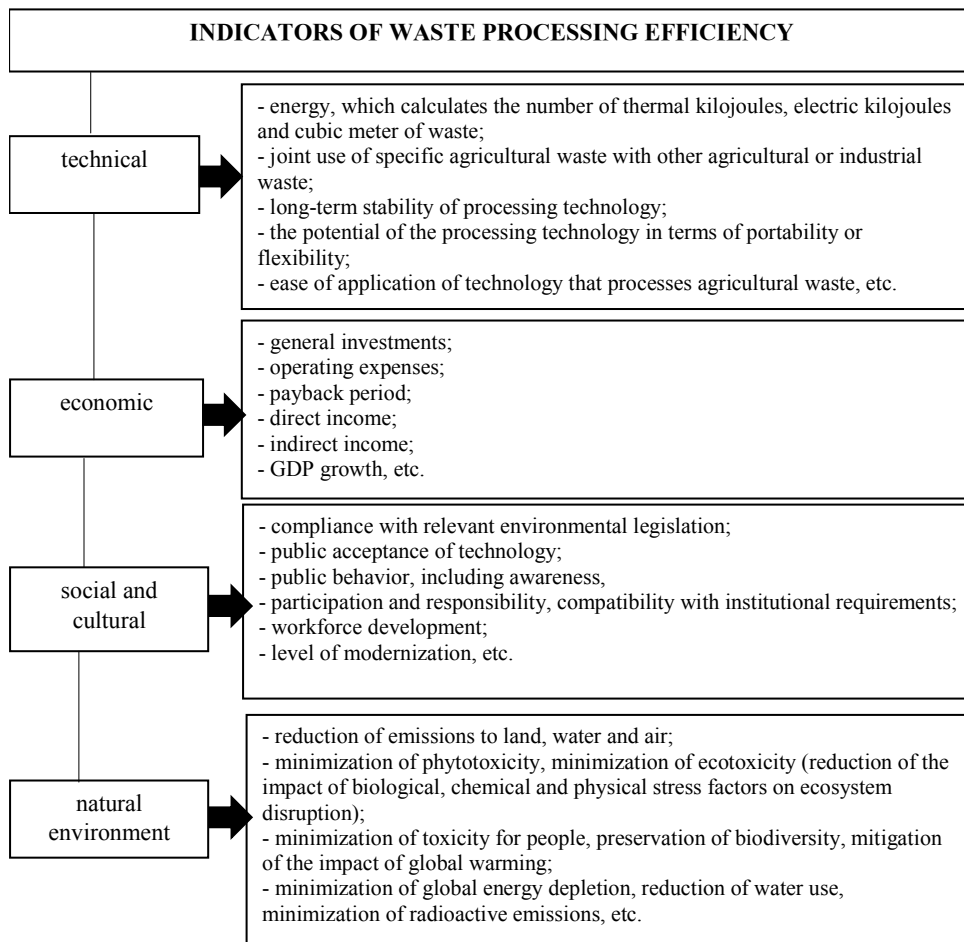 INDICATORS OF WASTE PROCESSING EFFICIENCY
technical
- energy, which calculates the number of thermal kilojoules, electric kilojoules
and cubic meter of waste;
- joint use of specific agricultural waste with other agricultural or industrial
waste;
- long-term stability of processing technology;
- the potential of the processing technology in terms of portability or
flexibility;
- ease of application of technology that processes agricultural waste, etc.
economic
- general investments;
- operating expenses;
- payback period;
- direct income;
- indirect income;
- GDP growth, etc.
social and
cultural
- compliance with relevant environmental legislation;
- public acceptance of technology;
- public behavior, including awareness,
- participation and responsibility, compatibility with institutional requirements;
- workforce development;
- level of modernization, etc.
natural
environment
- reduction of emissions to land, water and air;
- minimization of phytotoxicity, minimization of ecotoxicity (reduction of the
impact of biological, chemical and physical stress factors on ecosystem
disruption);
- minimization of toxicity for people, preservation of biodiversity, mitigation
of the impact of global warming;
- minimization of global energy depletion, reduction of water use,
minimization of radioactive emissions, etc.